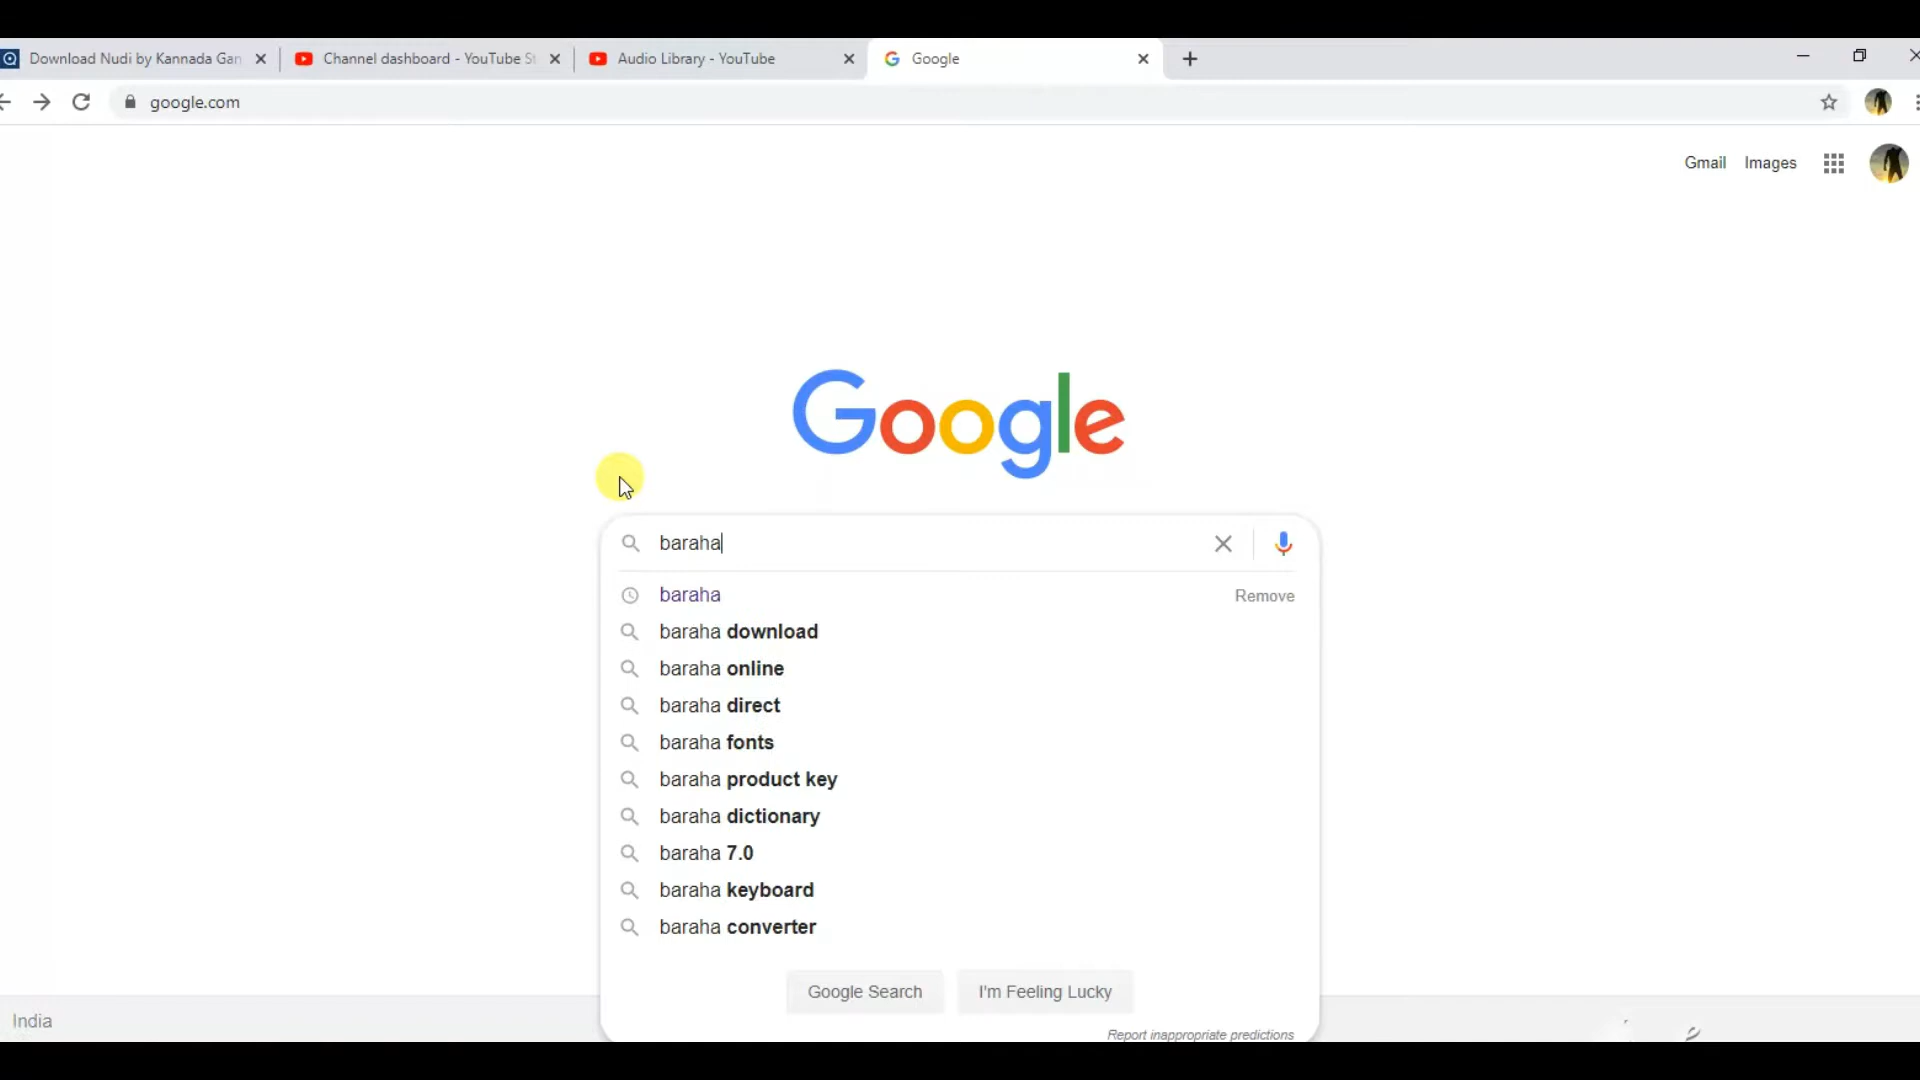 Download Nudi by Kannada Gan
Channel dashboard - YouTube St
Audio Library - YouTube
Google
google.com
Gmail
Images
Google
baraha
baraha
Remove
baraha download
baraha online
baraha direct
baraha fonts
baraha product key
baraha dictionary
baraha 7.0
baraha keyboard
baraha converter
Google Search
I'm Feeling Lucky
Report inappropriate predictions
India